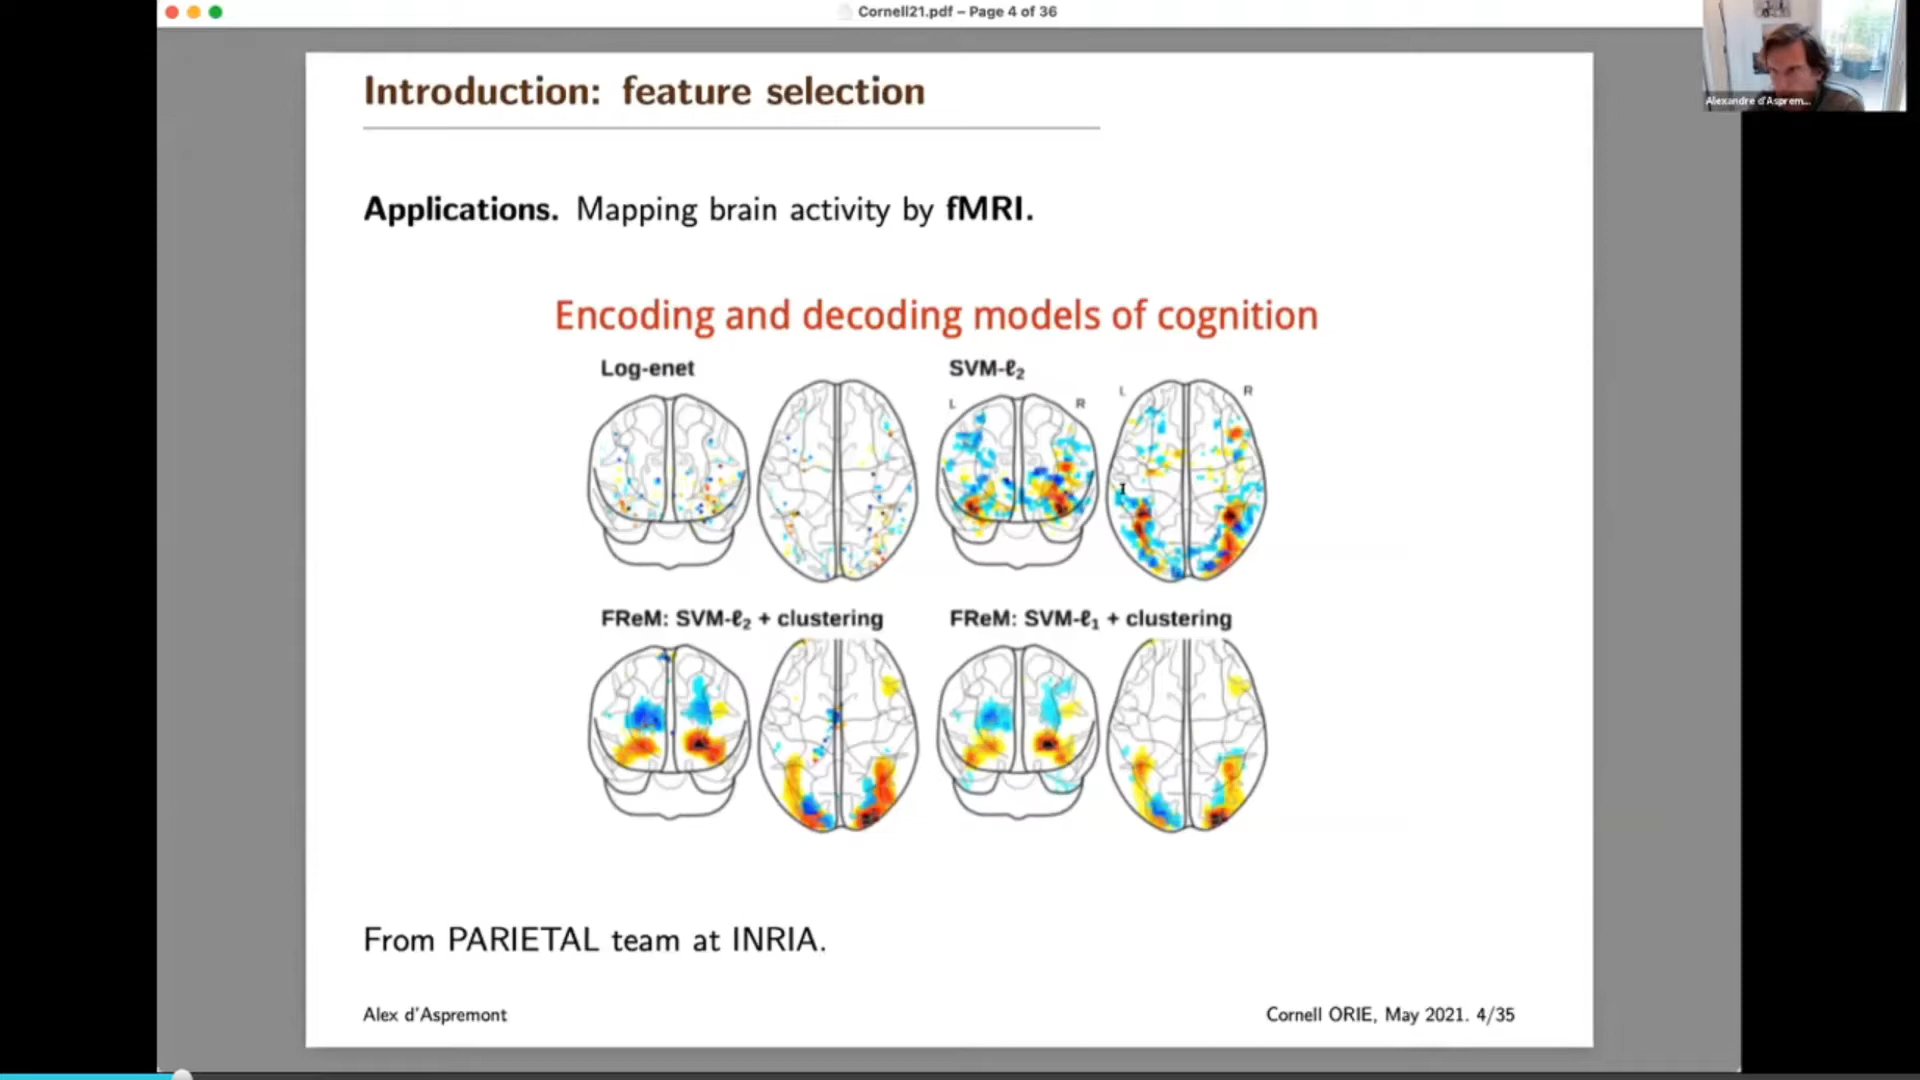 Cornell21.pdf – Page 4 of 36
Alexandre d'Asprem...
Introduction: feature selection
Applications. Mapping brain activity by fMRI.
Encoding and decoding models of cognition
Log-enet
SVM-ℓ₂
L R
L R
FReM: SVM-ℓ₂ + clustering
FReM: SVM-ℓ₁ + clustering
From PARIETAL team at INRIA.
Alex d'Aspremont
Cornell ORIE, May 2021. 4/35